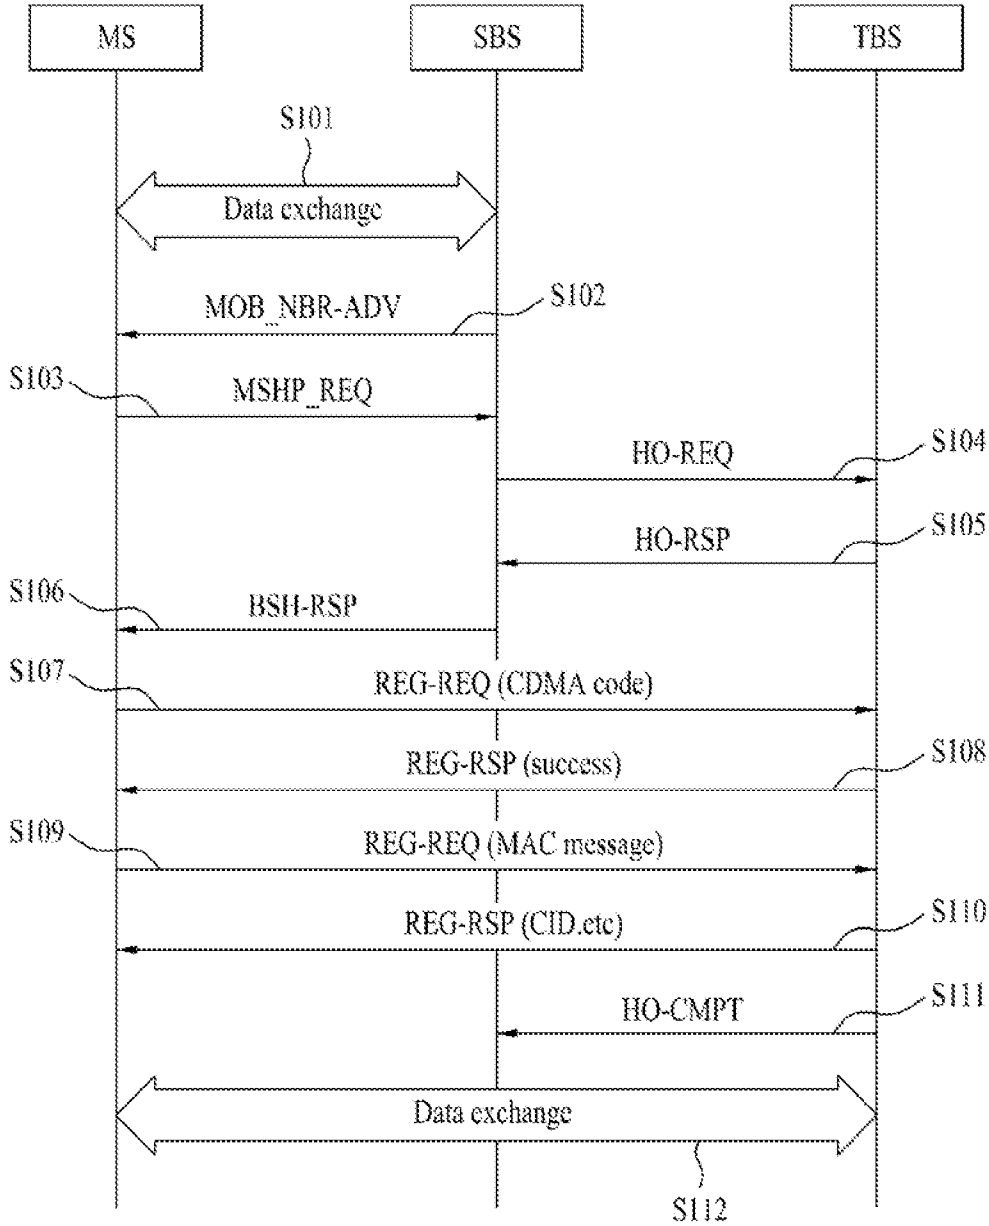 MS
SBS
TBS
S101
Data exchange
MOB_NBR-ADV
S102
S103
MSHP_REQ
HO-REQ
S104
HO-RSP
S105
S106
BSH-RSP
S107
REG-REQ (CDMA code)
REG-RSP (success)
S108
S109
REG-REQ (MAC message)
REG-RSP (CID.etc)
S110
HO-CMPT
S111
Data exchange
S112